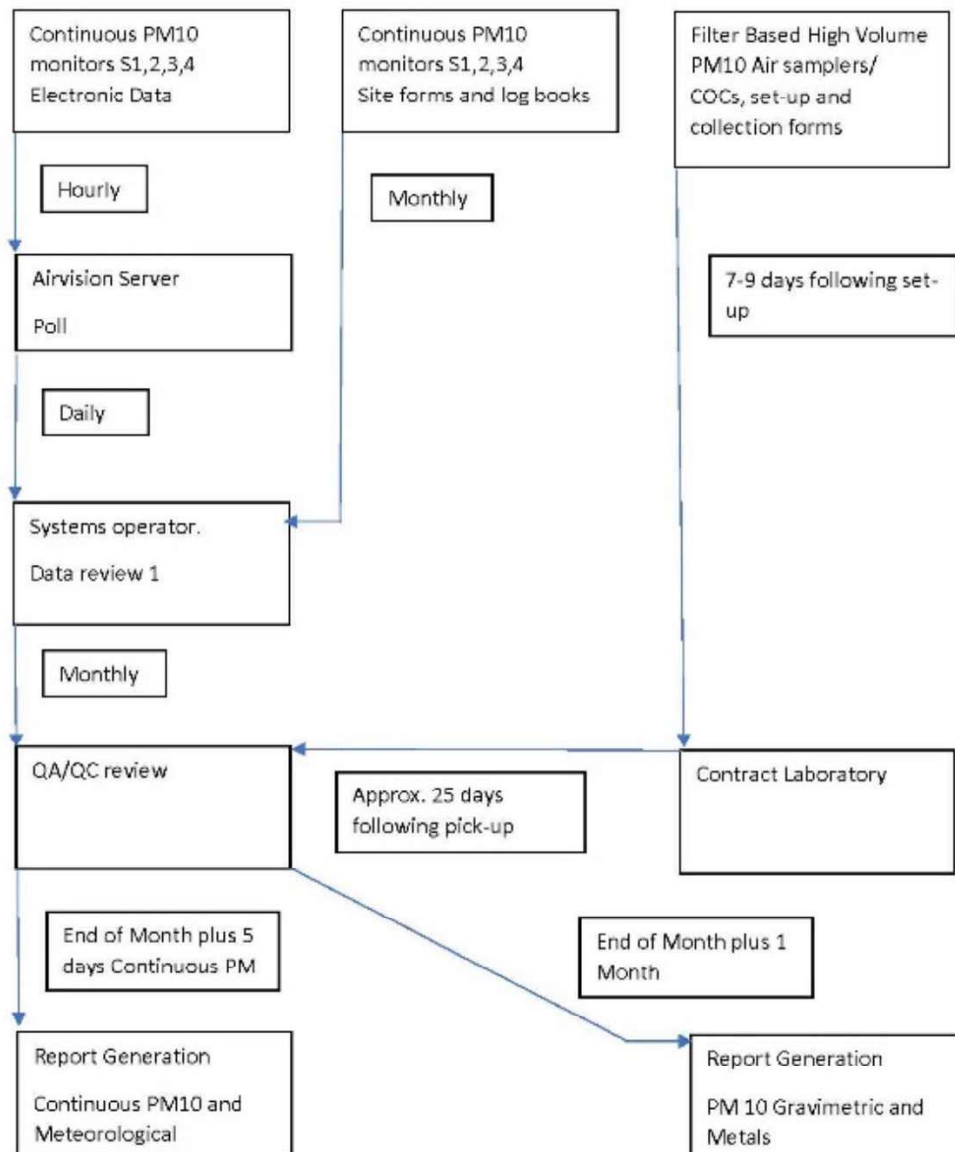 Continuous PM10
monitors S1,2,3,4
Electronic Data
Continuous PM10
monitors S1,2,3,4
Site forms and log books
Filter Based High Volume
PM10 Air samplers/
COCs, set-up and
collection forms
Hourly
Monthly
Airvision Server
Poll
7-9 days following set-
up
Daily
Systems operator.
Data review 1
Monthly
QA/QC review
Approx. 25 days
following pick-up
Contract Laboratory
End of Month plus 5
days Continuous PM
End of Month plus 1
Month
Report Generation
Continuous PM10 and
Meteorological
Report Generation
PM 10 Gravimetric and
Metals